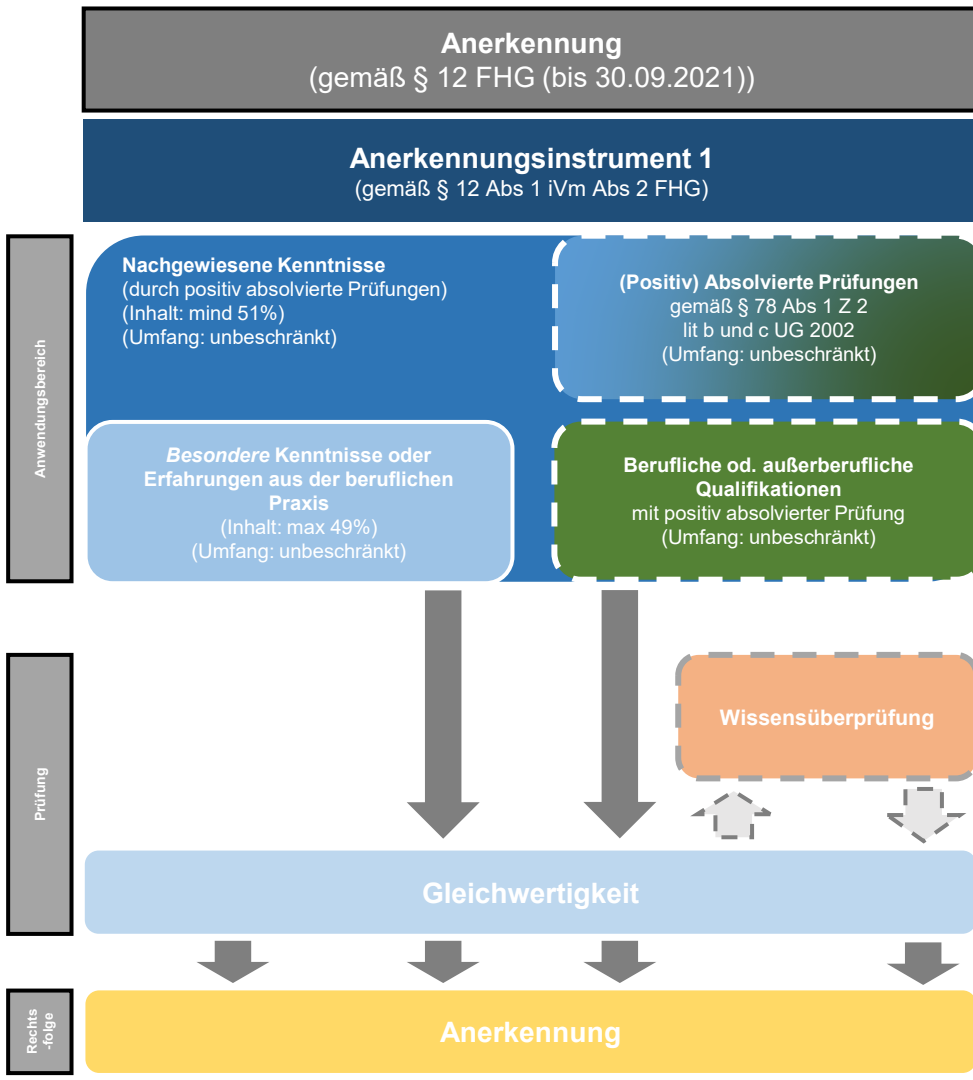 Anerkennung
(gemäß § 12 FHG (bis 30.09.2021))
Anerkennungsinstrument 1
(gemäß § 12 Abs 1 iVm Abs 2 FHG)
Anwendungsbereich
Nachgewiesene Kenntnisse
(durch positiv absolvierte Prüfungen)
(Inhalt: mind 51%)
(Umfang: unbeschränkt)
(Positiv) Absolvierte Prüfungen
gemäß § 78 Abs 1 Z 2
lit b und c UG 2002
(Umfang: unbeschränkt)
Besondere Kenntnisse oder
Erfahrungen aus der beruflichen
Praxis
(Inhalt: max 49%)
(Umfang: unbeschränkt)
Berufliche od. außerberufliche
Qualifikationen
mit positiv absolvierter Prüfung
(Umfang: unbeschränkt)
Prüfung
Wissensüberprüfung
Gleichwertigkeit
Rechts
-folge
Anerkennung